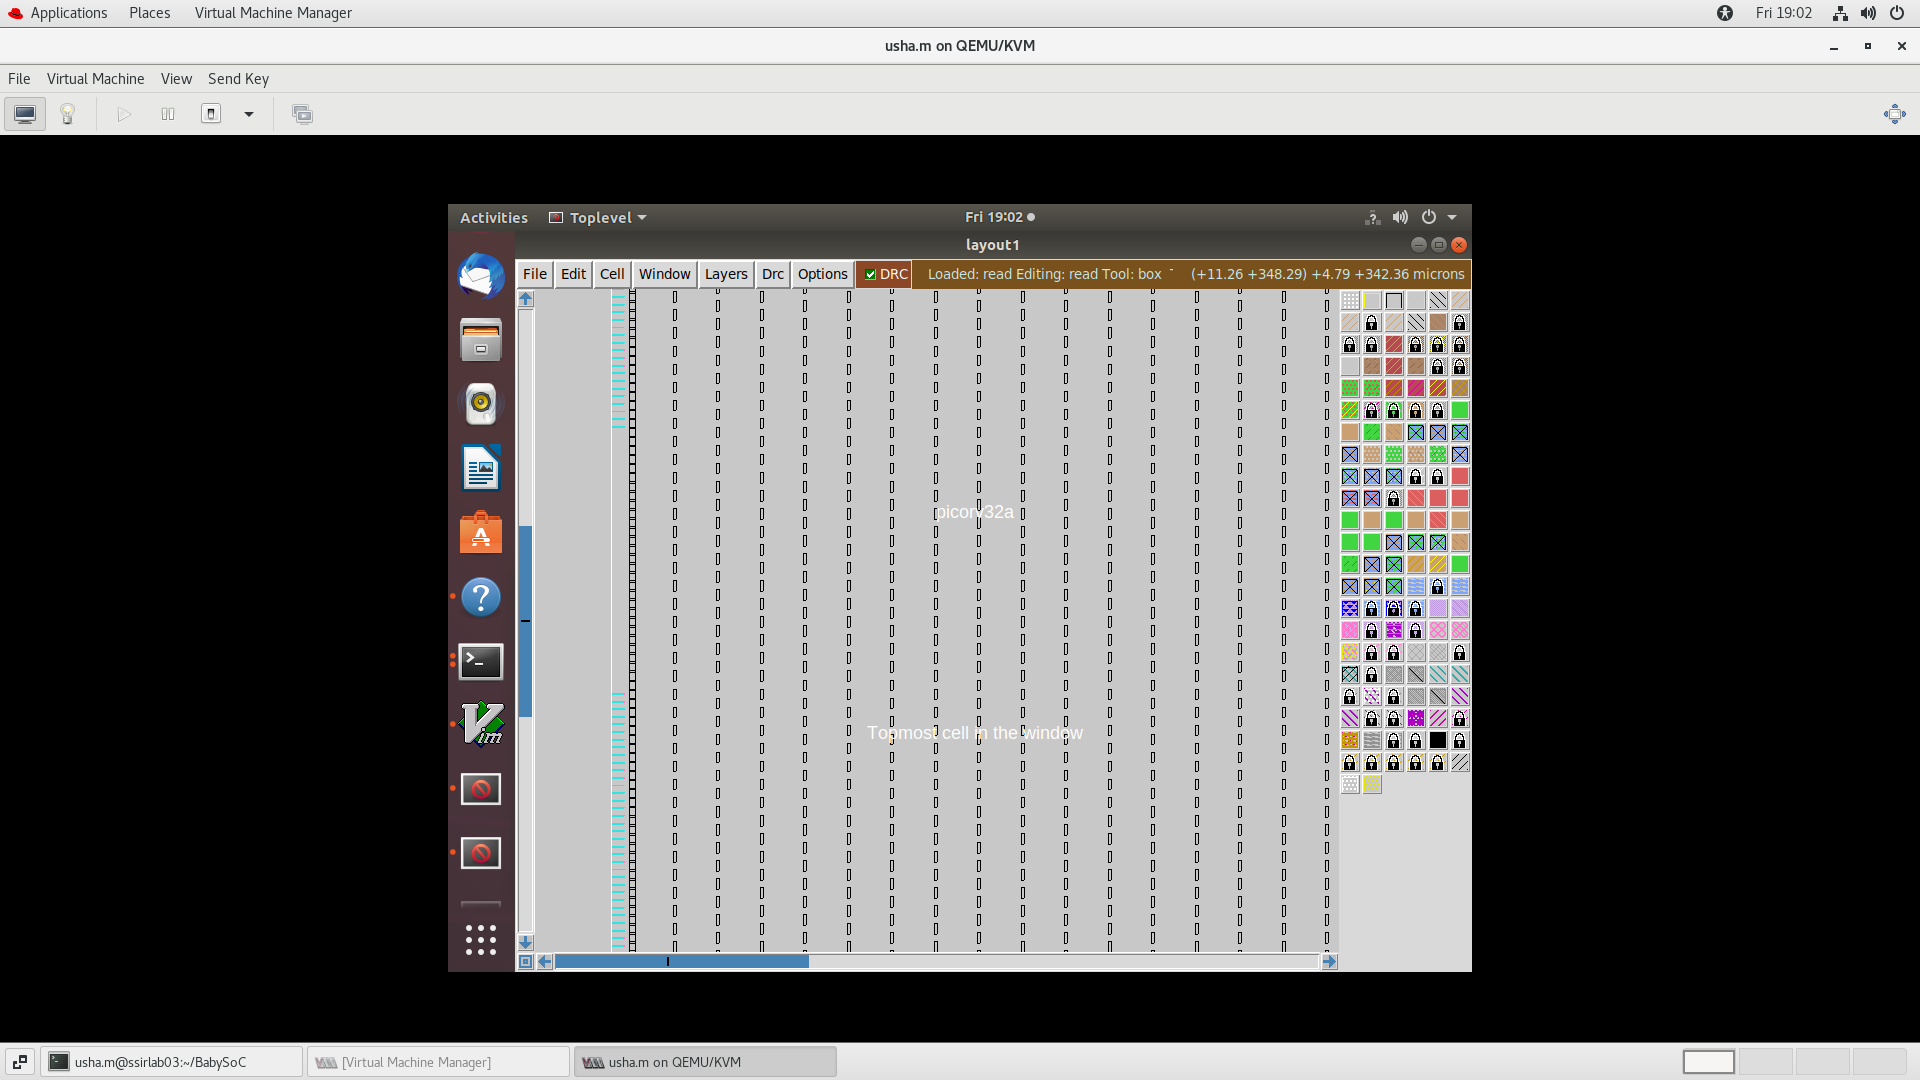 Applications Places Virtual Machine Manager Fri 19:02
usha.m on QEMU/KVM
File Virtual Machine View Send Key
Activities Toplevel Fri 19:02
layout1
File Edit Cell Window Layers Drc Options DRC Loaded: read Editing: read Tool: box (+11.26 +348.29) +4.79 +342.36 microns
picorv32a
Topmost cell in the window
usha.m@ssirlab03:~/BabySoC [Virtual Machine Manager] usha.m on QEMU/KVM